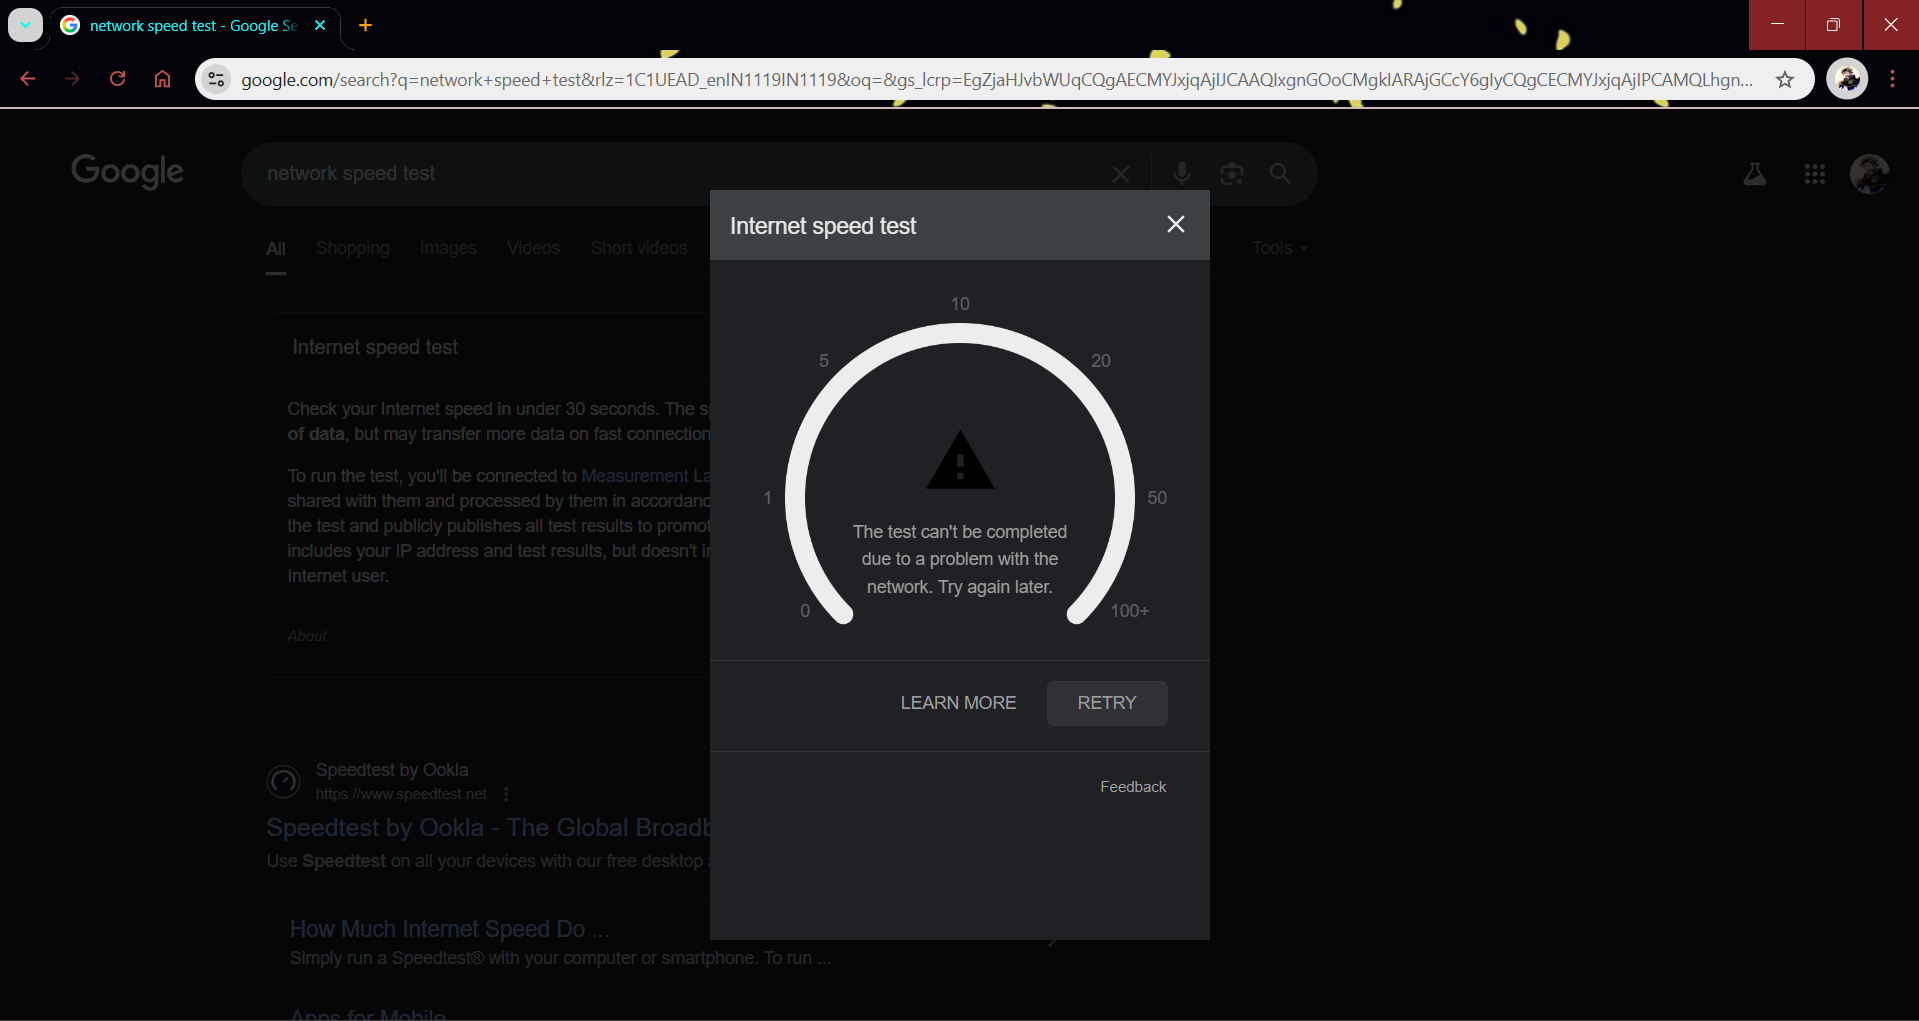 network speed test - Google Se
google.com/search?q=network+speed+test&rlz=1C1UEAD_enIN1119IN1119&oq=&gs_lcrp=EgZjaHJvbWUqCQgAECMYJxjqAjIJCAAQIxgnGOoCMgkIARAjGCcY6gIyCQgCECMYJxjqAjIPCAMQLhgn...
Google
network speed test
All
Shopping
Images
Videos
Short videos
Tools
Internet speed test
Check your Internet speed in under 30 seconds. The sp
of data, but may transfer more data on fast connection
To run the test, you'll be connected to Measurement La
shared with them and processed by them in accordanc
the test and publicly publishes all test results to promot
includes your IP address and test results, but doesn't in
Internet user.
About
Speedtest by Ookla
https://www.speedtest.net
Speedtest by Ookla - The Global Broadb
Use Speedtest on all your devices with our free desktop a
How Much Internet Speed Do ...
Simply run a Speedtest® with your computer or smartphone. To run ...
Apps for Mobile
Internet speed test
10
5
20
1
50
0
100+
The test can't be completed
due to a problem with the
network. Try again later.
LEARN MORE
RETRY
Feedback